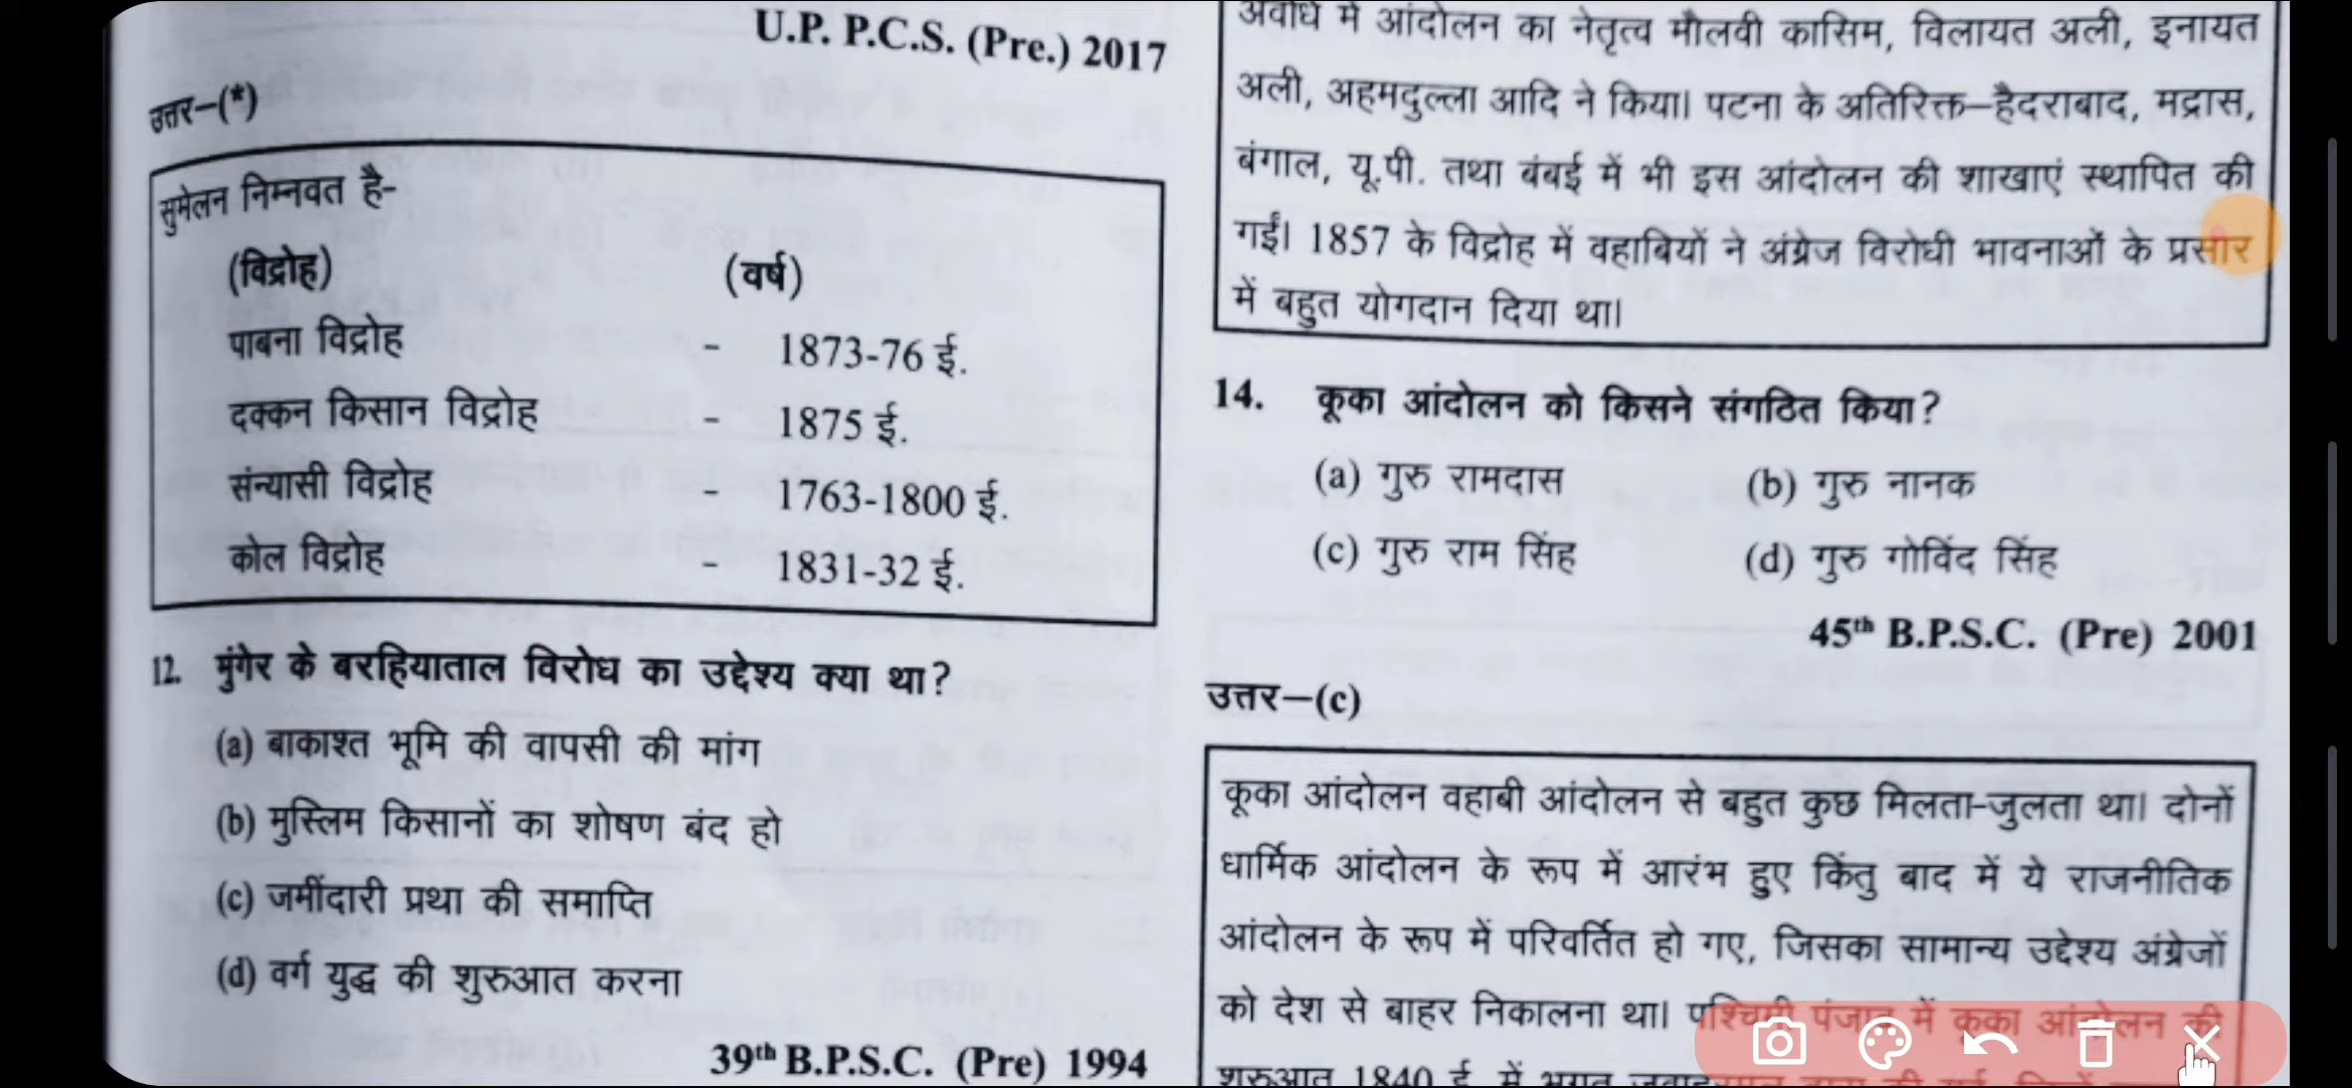 U.P. P.C.S. (Pre.) 2017
उत्तर–(*)
सुमेलन निम्नवत है-
(विद्रोह) (वर्ष)
पाबना विद्रोह - 1873-76 ई.
दक्कन किसान विद्रोह - 1875 ई.
संन्यासी विद्रोह - 1763-1800 ई.
कोल विद्रोह - 1831-32 ई.
12. मुंगेर के बरहियाताल विरोध का उद्देश्य क्या था?
(a) बाकाश्त भूमि की वापसी की मांग
(b) मुस्लिम किसानों का शोषण बंद हो
(c) जमींदारी प्रथा की समाप्ति
(d) वर्ग युद्ध की शुरुआत करना
39th B.P.S.C. (Pre) 1994
अवधि में आंदोलन का नेतृत्व मौलवी कासिम, विलायत अली, इनायत
अली, अहमदुल्ला आदि ने किया। पटना के अतिरिक्त–हैदराबाद, मद्रास,
बंगाल, यू.पी. तथा बंबई में भी इस आंदोलन की शाखाएं स्थापित की
गईं। 1857 के विद्रोह में वहाबियों ने अंग्रेज विरोधी भावनाओं के प्रसार
में बहुत योगदान दिया था।
14. कूका आंदोलन को किसने संगठित किया?
(a) गुरु रामदास (b) गुरु नानक
(c) गुरु राम सिंह (d) गुरु गोविंद सिंह
45th B.P.S.C. (Pre) 2001
उत्तर–(c)
कूका आंदोलन वहाबी आंदोलन से बहुत कुछ मिलता-जुलता था। दोनों
धार्मिक आंदोलन के रूप में आरंभ हुए किंतु बाद में ये राजनीतिक
आंदोलन के रूप में परिवर्तित हो गए, जिसका सामान्य उद्देश्य अंग्रेजों
को देश से बाहर निकालना था। पश्चिमी पंजाब में कूका आंदोलन की
शुरुआत 1840 ई. में भगत